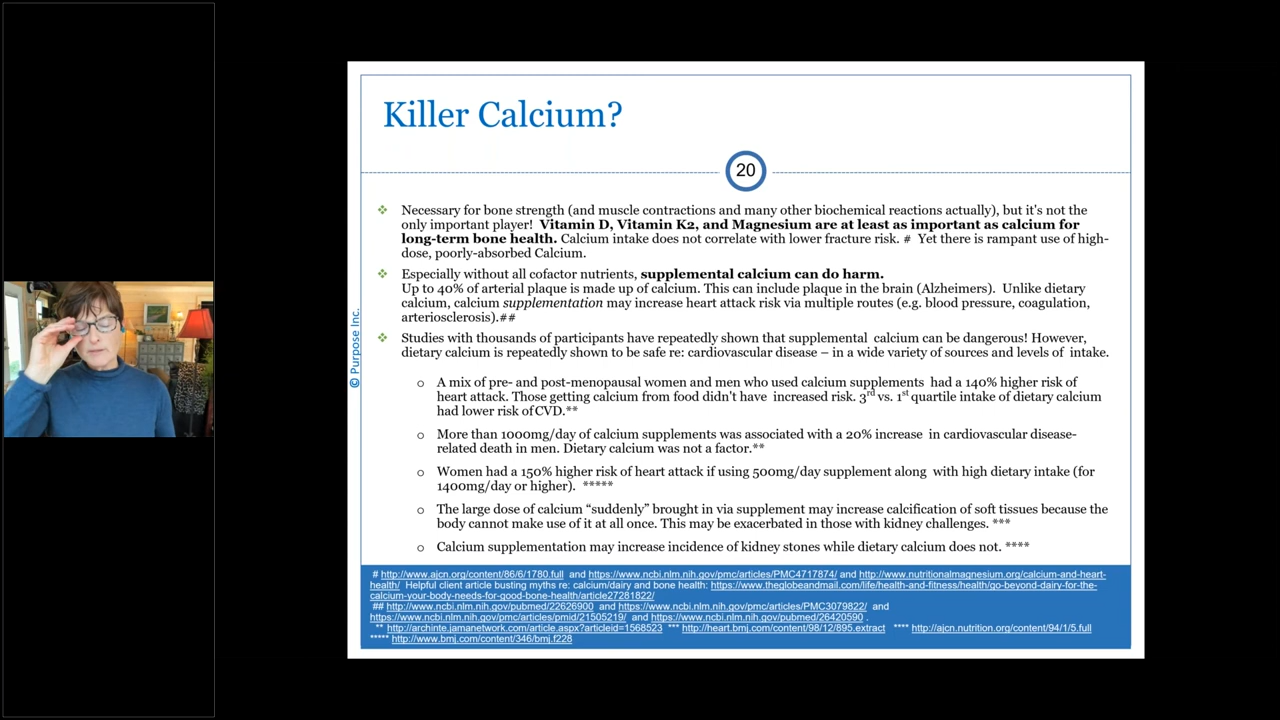 Killer Calcium?
20
Necessary for bone strength (and muscle contractions and many other biochemical reactions actually), but it's not the
only important player! Vitamin D, Vitamin K2, and Magnesium are at least as important as calcium for
long-term bone health. Calcium intake does not correlate with lower fracture risk. # Yet there is rampant use of high-
dose, poorly-absorbed Calcium.
Especially without all cofactor nutrients, supplemental calcium can do harm.
Up to 40% of arterial plaque is made up of calcium. This can include plaque in the brain (Alzheimers). Unlike dietary
calcium, calcium supplementation may increase heart attack risk via multiple routes (e.g. blood pressure, coagulation,
arteriosclerosis).##
Studies with thousands of participants have repeatedly shown that supplemental calcium can be dangerous! However,
dietary calcium is repeatedly shown to be safe re: cardiovascular disease – in a wide variety of sources and levels of intake.
o A mix of pre- and post-menopausal women and men who used calcium supplements had a 140% higher risk of
heart attack. Those getting calcium from food didn't have increased risk. 3rd vs. 1st quartile intake of dietary calcium
had lower risk of CVD.**
o More than 1000mg/day of calcium supplements was associated with a 20% increase in cardiovascular disease-
related death in men. Dietary calcium was not a factor.**
o Women had a 150% higher risk of heart attack if using 500mg/day supplement along with high dietary intake (for
1400mg/day or higher). *****
o The large dose of calcium “suddenly” brought in via supplement may increase calcification of soft tissues because the
body cannot make use of it at all once. This may be exacerbated in those with kidney challenges. ***
o Calcium supplementation may increase incidence of kidney stones while dietary calcium does not. ****
© Purpose Inc.
# http://www.ajcn.org/content/86/6/1780.full and https://www.ncbi.nlm.nih.gov/pmc/articles/PMC4717874/ and http://www.nutritionalmagnesium.org/calcium-and-heart-
health/ Helpful client article busting myths re: calcium/dairy and bone health: https://www.theglobeandmail.com/life/health-and-fitness/health/go-beyond-dairy-for-the-
calcium-your-body-needs-for-good-bone-health/article27281822/
## http://www.ncbi.nlm.nih.gov/pubmed/22626900 and https://www.ncbi.nlm.nih.gov/pmc/articles/PMC3079822/ and
https://www.ncbi.nlm.nih.gov/pmc/articles/pmid/21505219/ and https://www.ncbi.nlm.nih.gov/pubmed/26420590 .
** http://archinte.jamanetwork.com/article.aspx?articleid=1568523 *** http://heart.bmj.com/content/98/12/895.extract **** http://ajcn.nutrition.org/content/94/1/5.full
***** http://www.bmj.com/content/346/bmj.f228